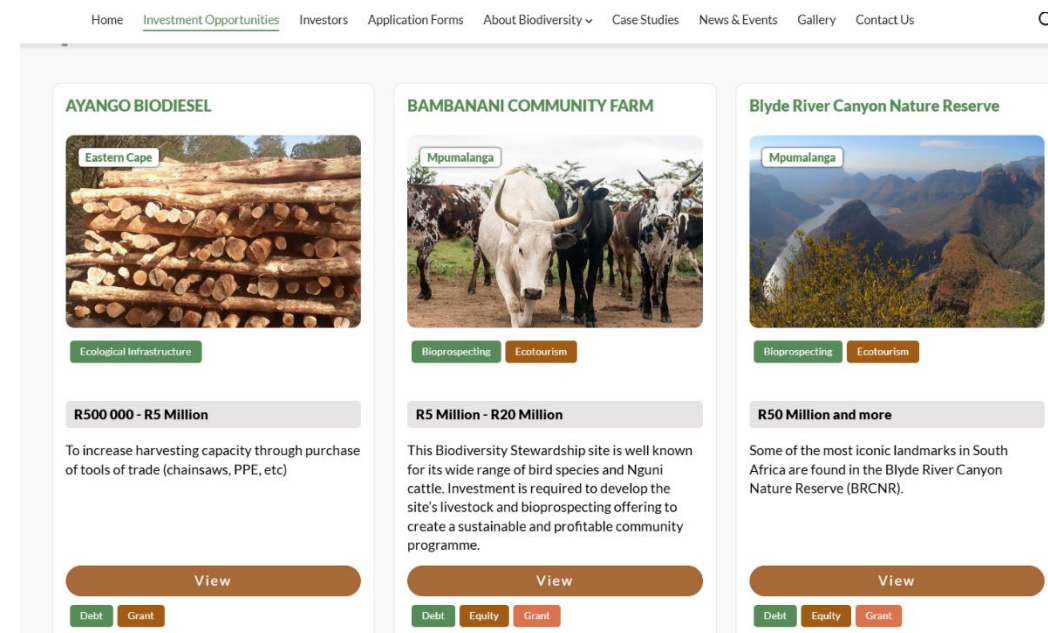 Home Investment Opportunities Investors Application Forms About Biodiversity Case Studies News & Events Gallery Contact Us
AYANGO BIODIESEL
Eastern Cape
Ecological Infrastructure
R500 000 - R5 Million
To increase harvesting capacity through purchase
of tools of trade (chainsaws, PPE, etc)
View
Debt Grant
BAMBANANI COMMUNITY FARM
Mpumalanga
Bioprospecting Ecotourism
R5 Million - R20 Million
This Biodiversity Stewardship site is well known
for its wide range of bird species and Nguni
cattle. Investment is required to develop the
site's livestock and bioprospecting offering to
create a sustainable and profitable community
programme.
View
Debt Equity Grant
Blyde River Canyon Nature Reserve
Mpumalanga
Bioprospecting Ecotourism
R50 Million and more
Some of the most iconic landmarks in South
Africa are found in the Blyde River Canyon
Nature Reserve (BRCNR).
View
Debt Equity Grant